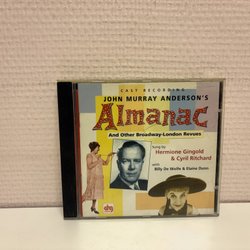 CAST RECORDING
JOHN MURRAY ANDERSON'S
Almanac
And Other Broadway-London Revues
Sung by
Hermione Gingold
& Cyril Ritchard
with
Billy De Wolfe & Elaine Dunn
drg